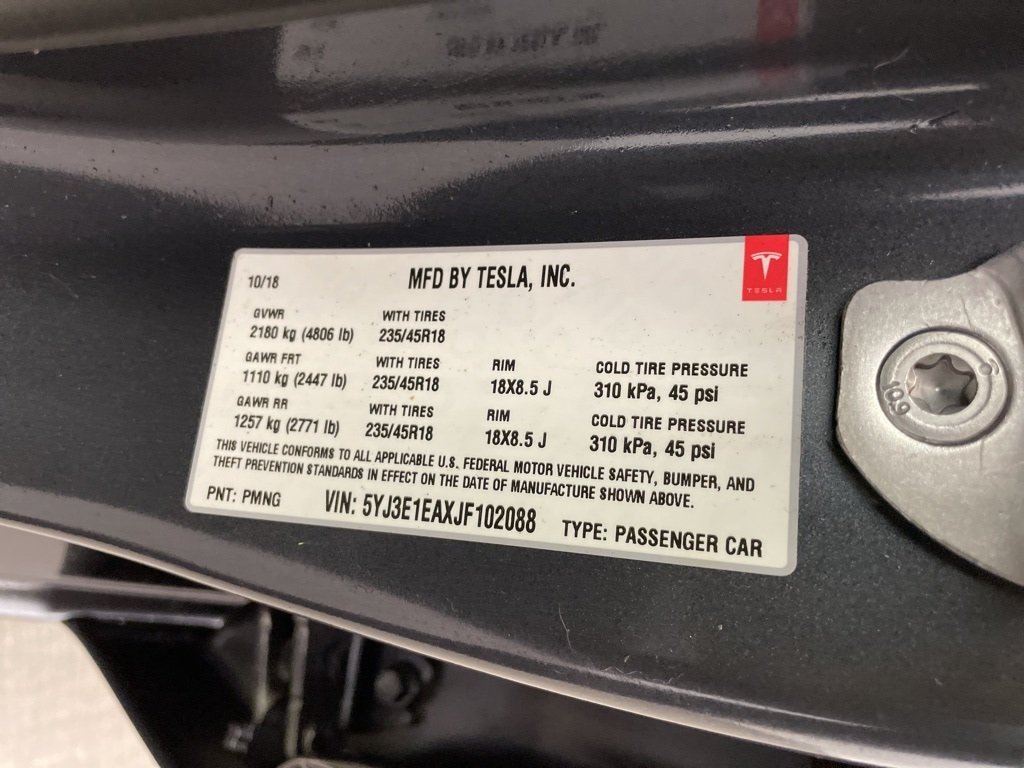 10/18 MFD BY TESLA, INC.
TESLA
GVWR WITH TIRES
2180 kg (4806 lb) 235/45R18
GAWR FRT WITH TIRES RIM COLD TIRE PRESSURE
1110 kg (2447 lb) 235/45R18 18X8.5 J 310 kPa, 45 psi
GAWR RR WITH TIRES RIM COLD TIRE PRESSURE
1257 kg (2771 lb) 235/45R18 18X8.5 J 310 kPa, 45 psi
THIS VEHICLE CONFORMS TO ALL APPLICABLE U.S. FEDERAL MOTOR VEHICLE SAFETY, BUMPER, AND
THEFT PREVENTION STANDARDS IN EFFECT ON THE DATE OF MANUFACTURE SHOWN ABOVE.
PNT: PMNG VIN: 5YJ3E1EAXJF102088 TYPE: PASSENGER CAR
10.9